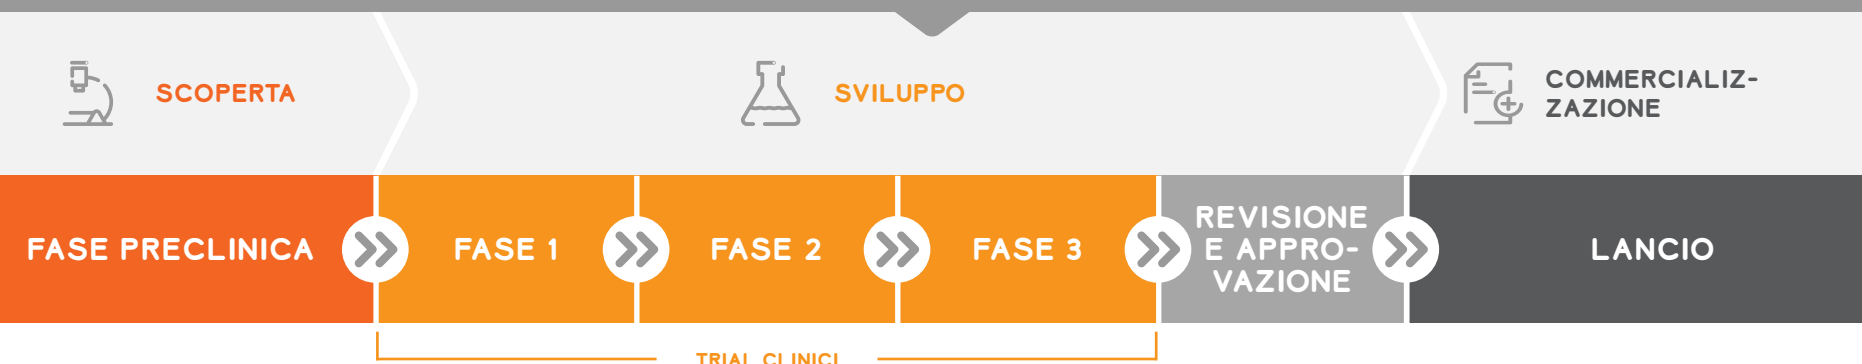 SCOPERTA
SVILUPPO
COMMERCIALIZ-
ZAZIONE
FASE PRECLINICA
FASE 1
FASE 2
FASE 3
REVISIONE
E APPRO-
VAZIONE
LANCIO
TRIAL CLINICI